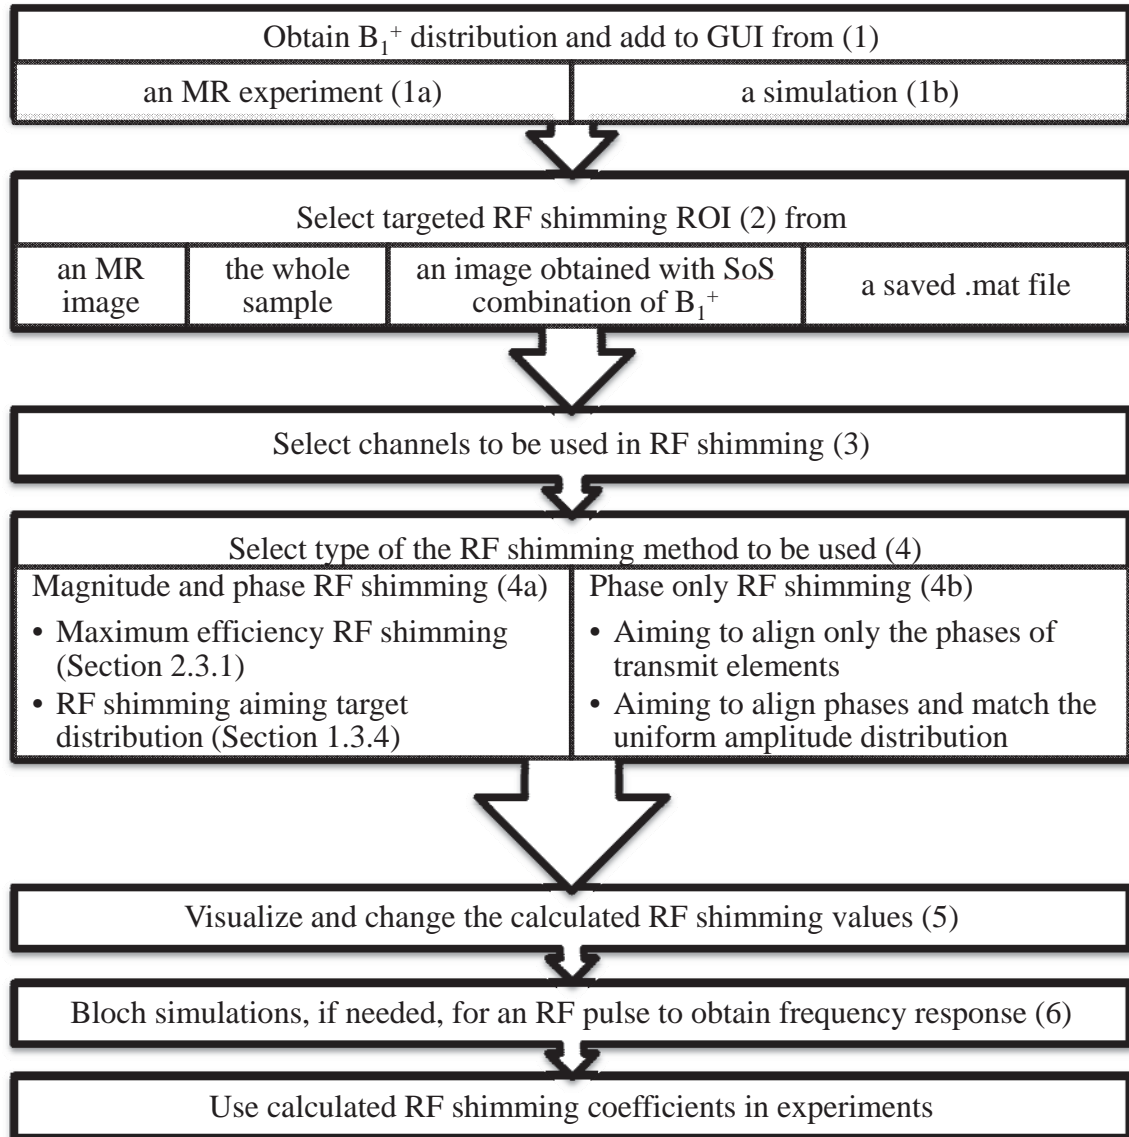 Obtain B₁⁺ distribution and add to GUI from (1)
an MR experiment (1a)
a simulation (1b)
Select targeted RF shimming ROI (2) from
an MR
image
the whole
sample
an image obtained with SoS
combination of B₁⁺
a saved .mat file
Select channels to be used in RF shimming (3)
Select type of the RF shimming method to be used (4)
Magnitude and phase RF shimming (4a)
• Maximum efficiency RF shimming
(Section 2.3.1)
• RF shimming aiming target
distribution (Section 1.3.4)
Phase only RF shimming (4b)
• Aiming to align only the phases of
transmit elements
• Aiming to align phases and match the
uniform amplitude distribution
Visualize and change the calculated RF shimming values (5)
Bloch simulations, if needed, for an RF pulse to obtain frequency response (6)
Use calculated RF shimming coefficients in experiments